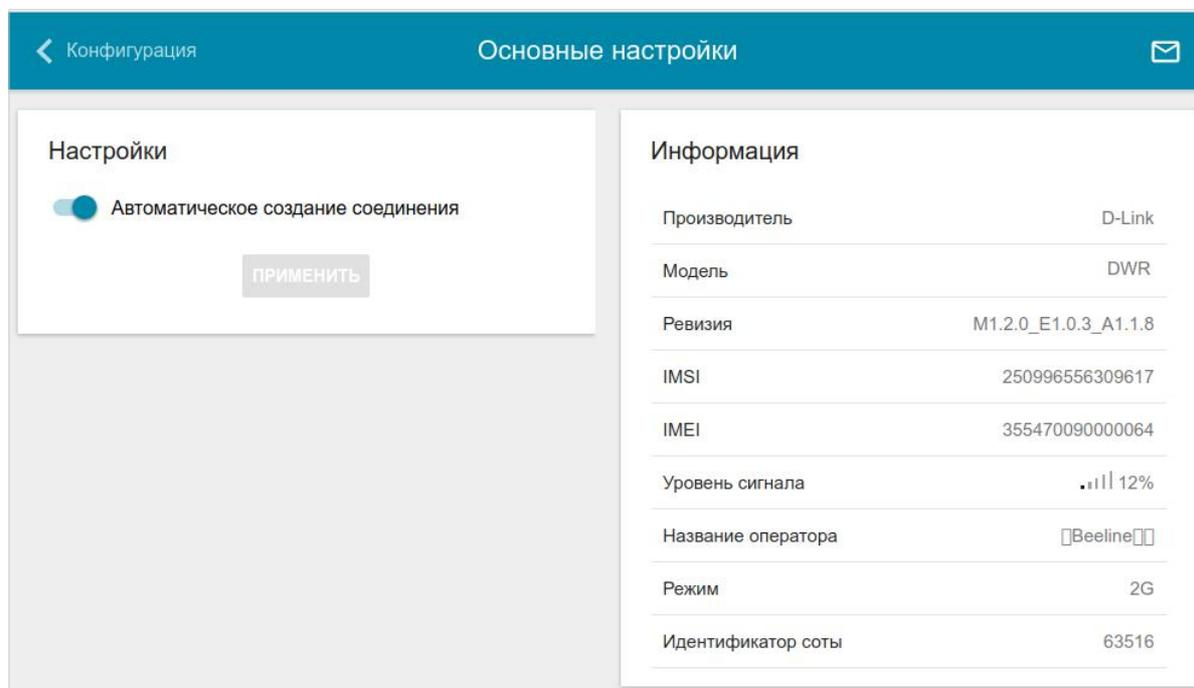 Конфигурация
Основные настройки
Настройки
Автоматическое создание соединения
ПРИМЕНИТЬ
Информация
Производитель D-Link
Модель DWR
Ревизия M1.2.0_E1.0.3_A1.1.8
IMSI 250996556309617
IMEI 355470090000064
Уровень сигнала 12%
Название оператора ▯Beeline▯▯
Режим 2G
Идентификатор соты 63516